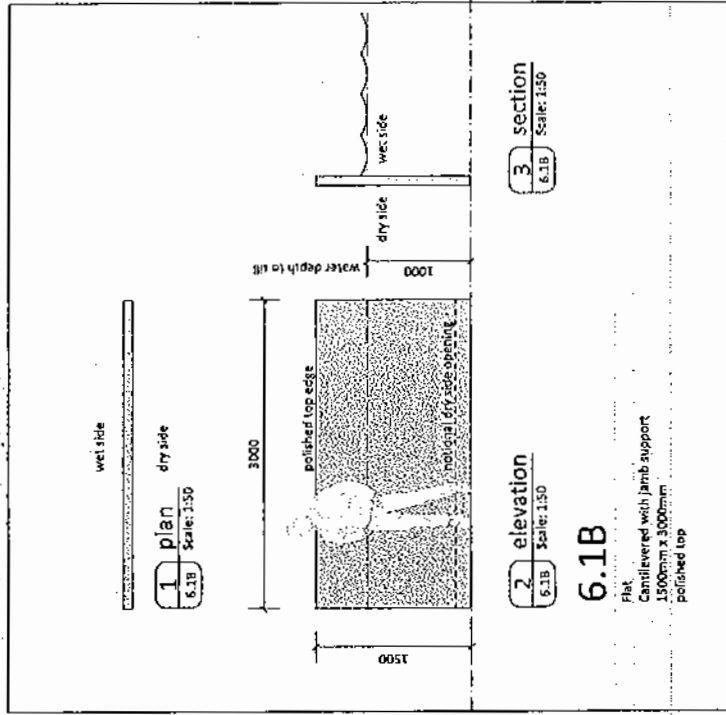 wet side
dry side
1
6.1B
plan
Scale: 1:50
3000
1500
polished top edge
notional dry side opening
water depth to sill
1000
dry side
wet side
2
6.1B
elevation
Scale: 1:50
3
6.1B
section
Scale: 1:50
6.1B
Flat
Cantilevered with jamb support
1500mm x 3000mm
polished top